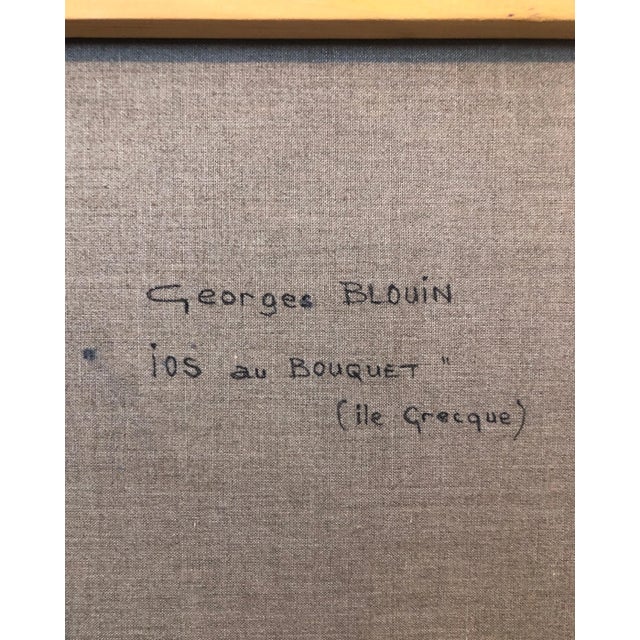 Georges BLOUiN
" iOS au BOUQUET "
(ile Grecque)